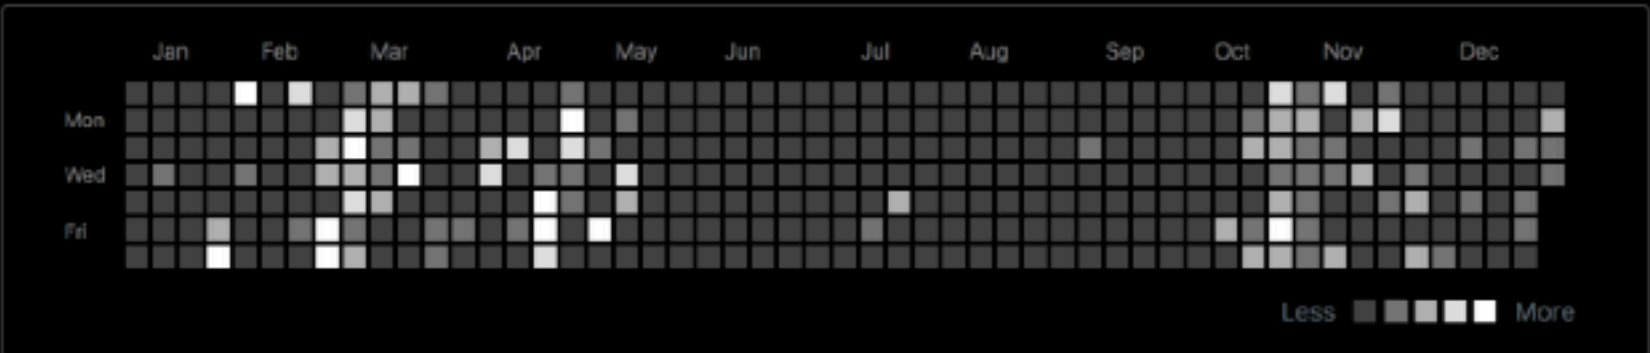 Jan Feb Mar Apr May Jun Jul Aug Sep Oct Nov Dec
Mon
Wed
Fri
Less More